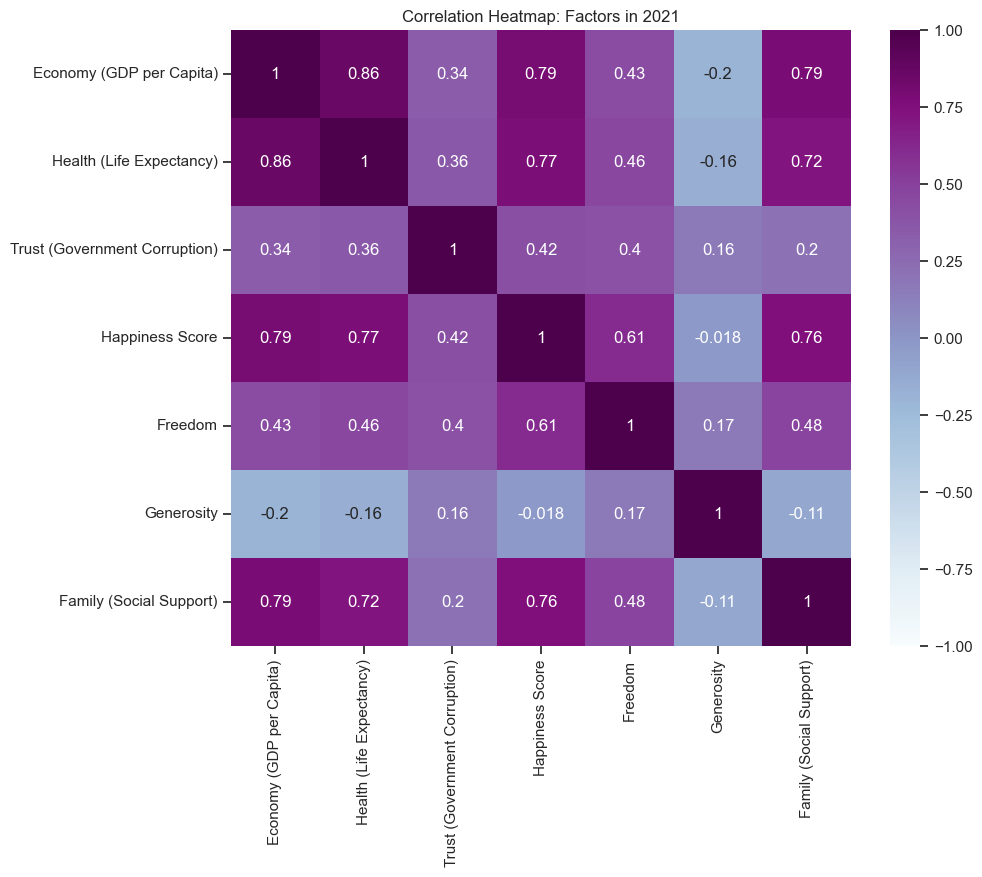 Correlation Heatmap: Factors in 2021
Economy (GDP per Capita) 1 0.86 0.34 0.79 0.43 -0.2 0.79
Health (Life Expectancy) 0.86 1 0.36 0.77 0.46 -0.16 0.72
Trust (Government Corruption) 0.34 0.36 1 0.42 0.4 0.16 0.2
Happiness Score 0.79 0.77 0.42 1 0.61 -0.018 0.76
Freedom 0.43 0.46 0.4 0.61 1 0.17 0.48
Generosity -0.2 -0.16 0.16 -0.018 0.17 1 -0.11
Family (Social Support) 0.79 0.72 0.2 0.76 0.48 -0.11 1
Economy (GDP per Capita)
Health (Life Expectancy)
Trust (Government Corruption)
Happiness Score
Freedom
Generosity
Family (Social Support)
1.00
0.75
0.50
0.25
0.00
−0.25
−0.50
−0.75
−1.00